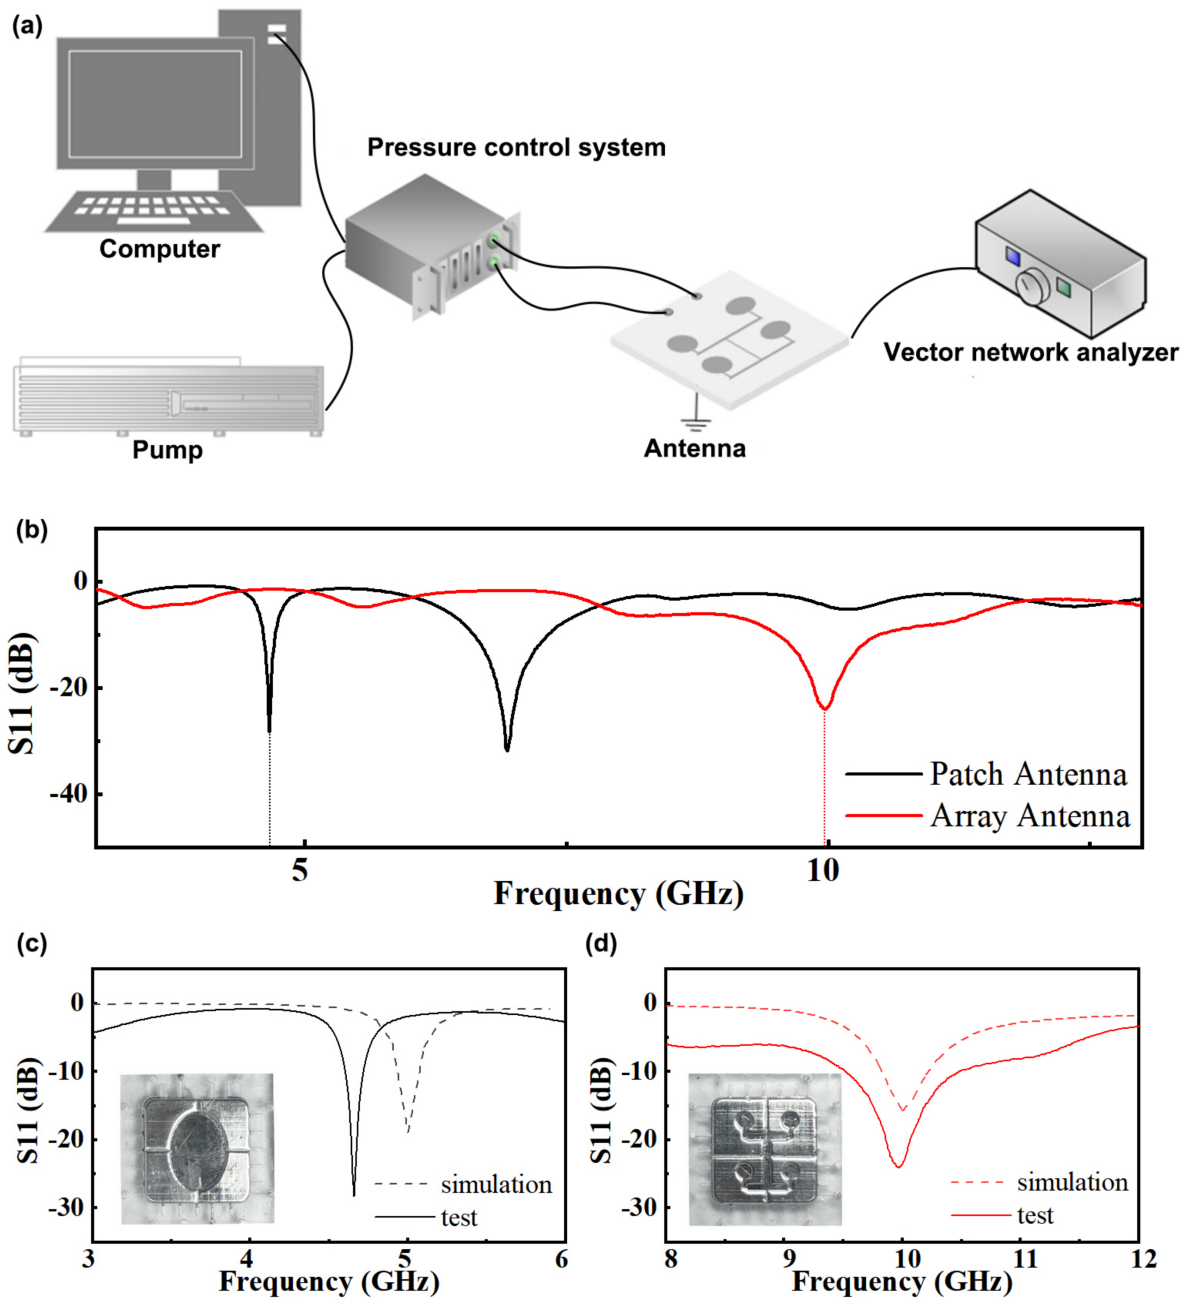 (a)
Pressure control system
Computer
Vector network analyzer
Pump
Antenna
(b)
0
-20
-40
S11 (dB)
Patch Antenna
Array Antenna
5
10
Frequency (GHz)
(c)
0
-10
-20
-30
S11 (dB)
simulation
test
3
4
5
6
Frequency (GHz)
(d)
0
-10
-20
-30
S11 (dB)
simulation
test
8
9
10
11
12
Frequency (GHz)